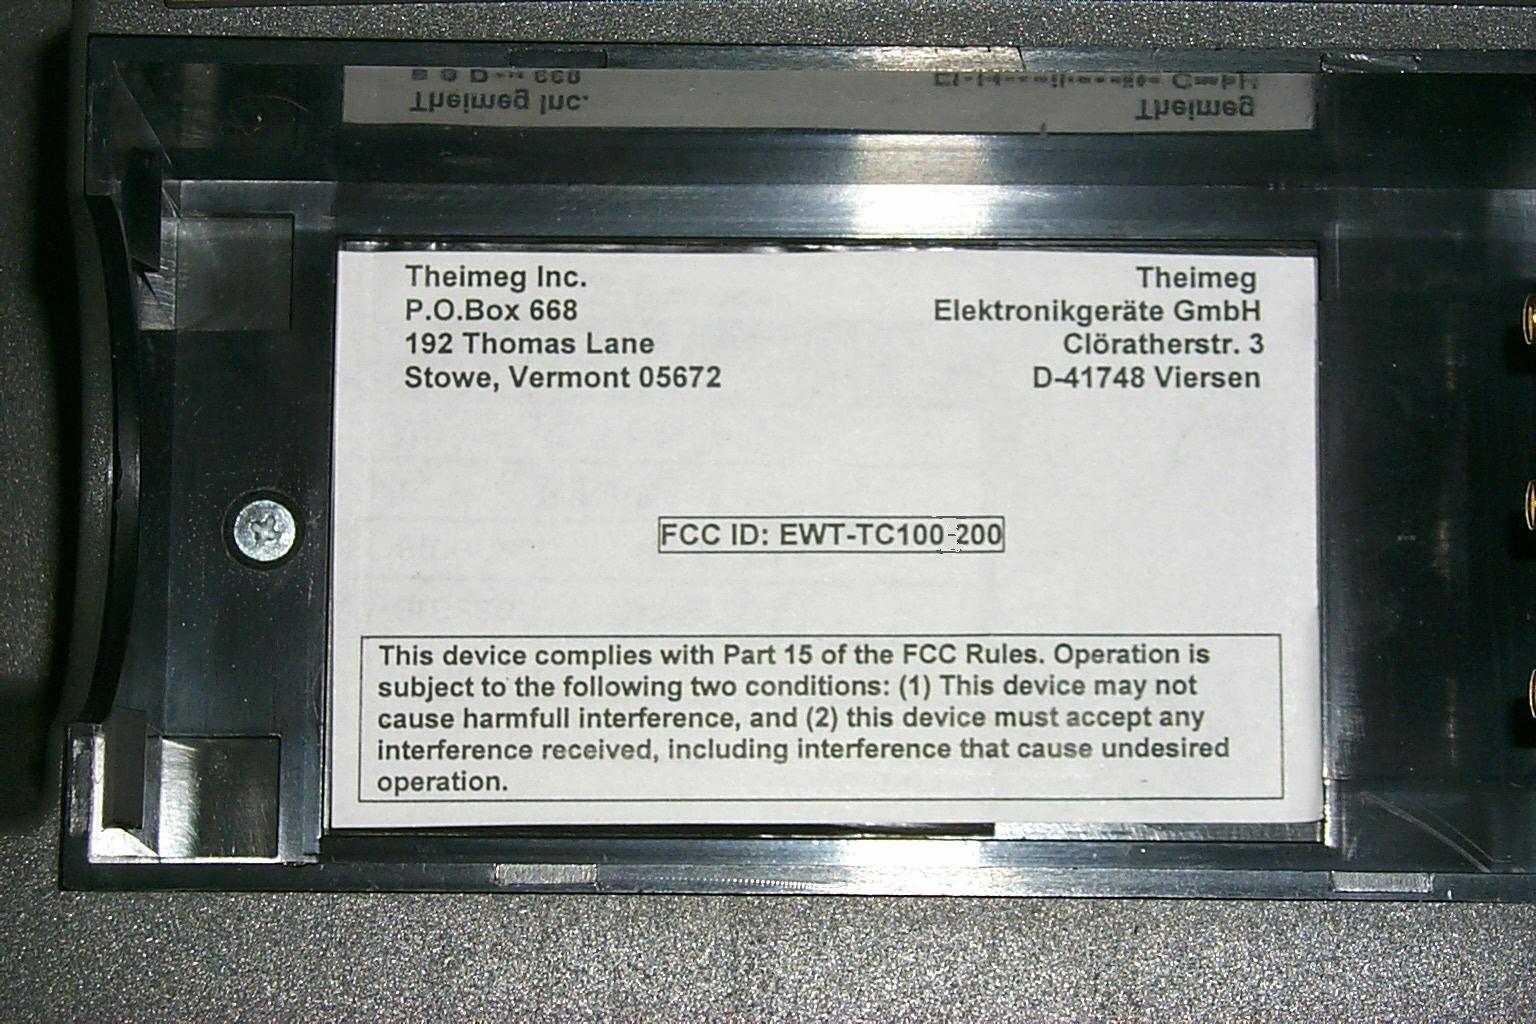 Theimeg Inc.
P.O.Box 668
192 Thomas Lane
Stowe, Vermont 05672
Theimeg
Elektronikgeräte GmbH
Clöratherstr. 3
D-41748 Viersen
FCC ID: EWT-TC100-200
This device complies with Part 15 of the FCC Rules. Operation is
subject to the following two conditions: (1) This device may not
cause harmfull interference, and (2) this device must accept any
interference received, including interference that cause undesired
operation.